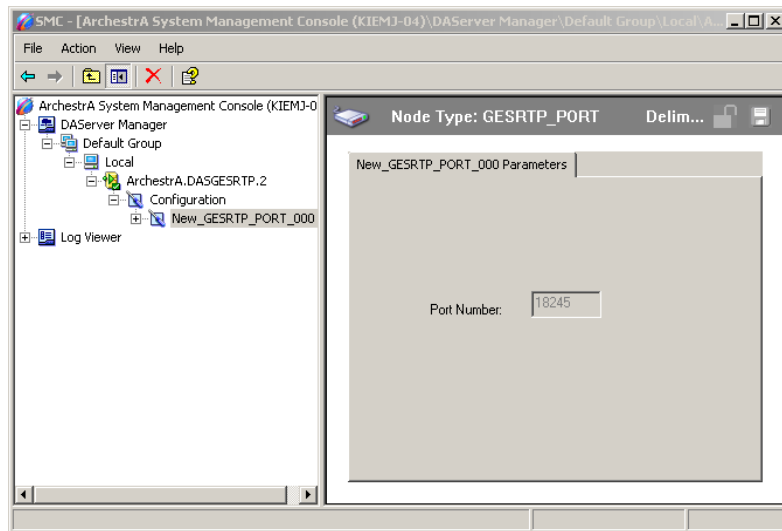 SMC - [ArchestrA System Management Console (KIEMJ-04)\DAServer Manager\Default Group\Local\A...
File Action View Help
ArchestrA System Management Console (KIEMJ-0
DAServer Manager
Default Group
Local
ArchestrA.DASGESRTP.2
Configuration
New_GESRTP_PORT_000
Log Viewer
Node Type: GESRTP_PORT Delim...
New_GESRTP_PORT_000 Parameters
Port Number: 18245